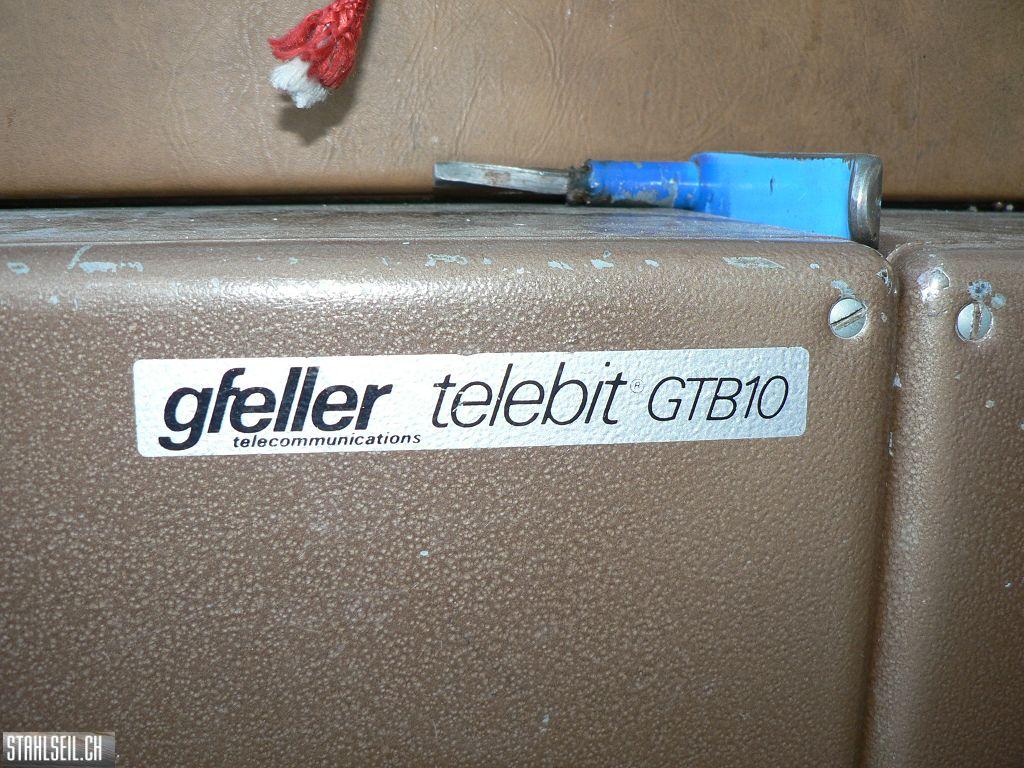 gfeller telebit® GTB10
telecommunications
STAHLSEIL.CH